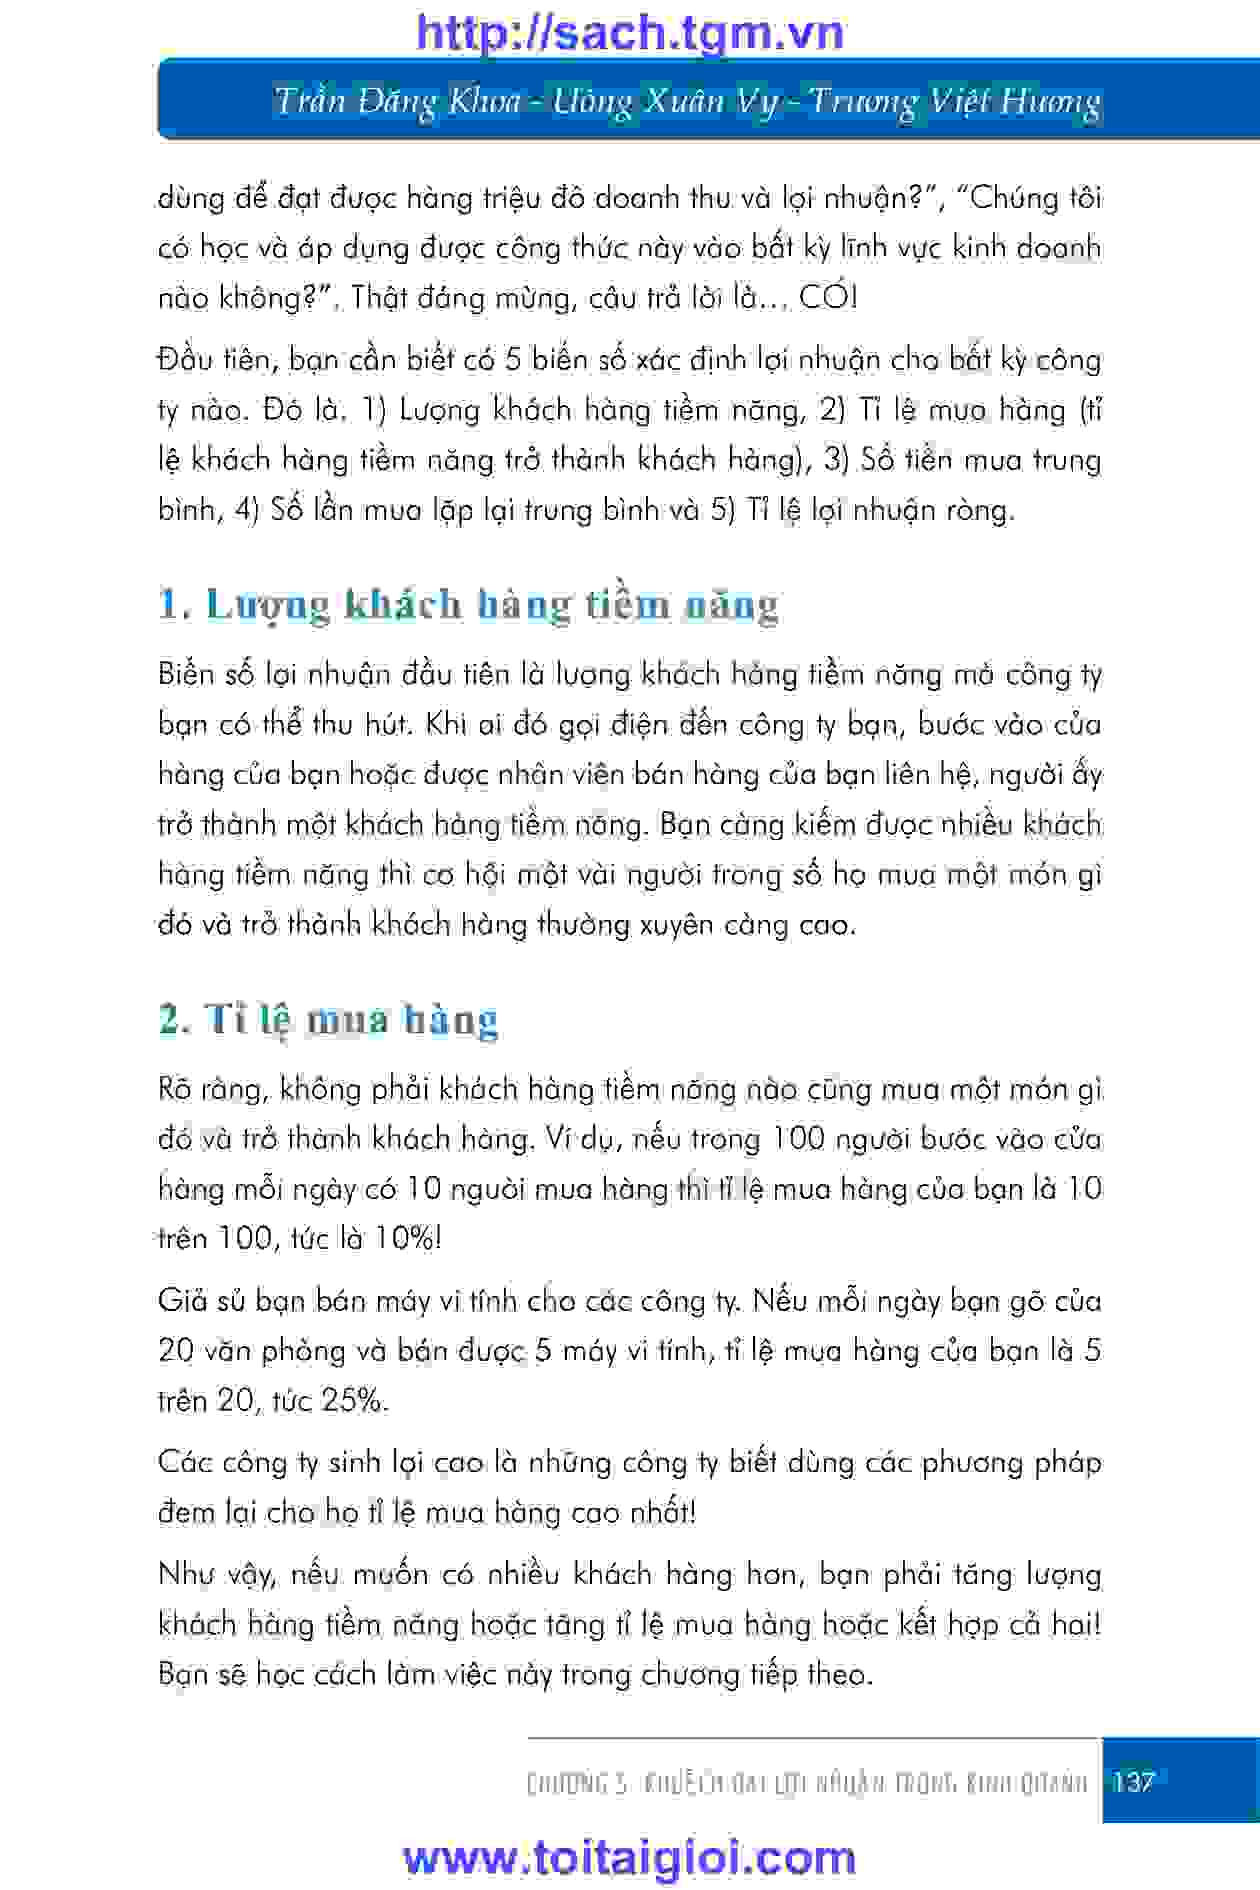 http://sach.tgm.vn
Trần Đăng Khoa - Uông Xuân Vy - Trương Việt Hương
dùng để đạt được hàng triệu đô doanh thu và lợi nhuận?”, “Chúng tôi
có học và áp dụng được công thức này vào bất kỳ lĩnh vực kinh doanh
nào không?”. Thật đáng mừng, câu trả lời là... CÓ!
Đầu tiên, bạn cần biết có 5 biến số xác định lợi nhuận cho bất kỳ công
ty nào. Đó là. 1) Lượng khách hàng tiềm năng, 2) Tỉ lệ mua hàng (tỉ
lệ khách hàng tiềm năng trở thành khách hàng), 3) Số tiền mua trung
bình, 4) Số lần mua lặp lại trung bình và 5) Tỉ lệ lợi nhuận ròng.
1. Lượng khách hàng tiềm năng
Biến số lợi nhuận đầu tiên là lượng khách hàng tiềm năng mà công ty
bạn có thể thu hút. Khi ai đó gọi điện đến công ty bạn, bước vào cửa
hàng của bạn hoặc được nhân viên bán hàng của bạn liên hệ, người ấy
trở thành một khách hàng tiềm năng. Bạn càng kiếm được nhiều khách
hàng tiềm năng thì cơ hội một vài người trong số họ mua một món gì
đó và trở thành khách hàng thường xuyên càng cao.
2. Tỉ lệ mua hàng
Rõ ràng, không phải khách hàng tiềm năng nào cũng mua một món gì
đó và trở thành khách hàng. Ví dụ, nếu trong 100 người bước vào cửa
hàng mỗi ngày có 10 người mua hàng thì tỉ lệ mua hàng của bạn là 10
trên 100, tức là 10%!
Giả sử bạn bán máy vi tính cho các công ty. Nếu mỗi ngày bạn gõ cửa
20 văn phòng và bán được 5 máy vi tính, tỉ lệ mua hàng của bạn là 5
trên 20, tức 25%.
Các công ty sinh lợi cao là những công ty biết dùng các phương pháp
đem lại cho họ tỉ lệ mua hàng cao nhất!
Như vậy, nếu muốn có nhiều khách hàng hơn, bạn phải tăng lượng
khách hàng tiềm năng hoặc tăng tỉ lệ mua hàng hoặc kết hợp cả hai!
Bạn sẽ học cách làm việc này trong chương tiếp theo.
CHƯƠNG 5: KHUẾCH ĐẠI LỢI NHUẬN TRONG KINH DOANH 137
www.toitaigioi.com